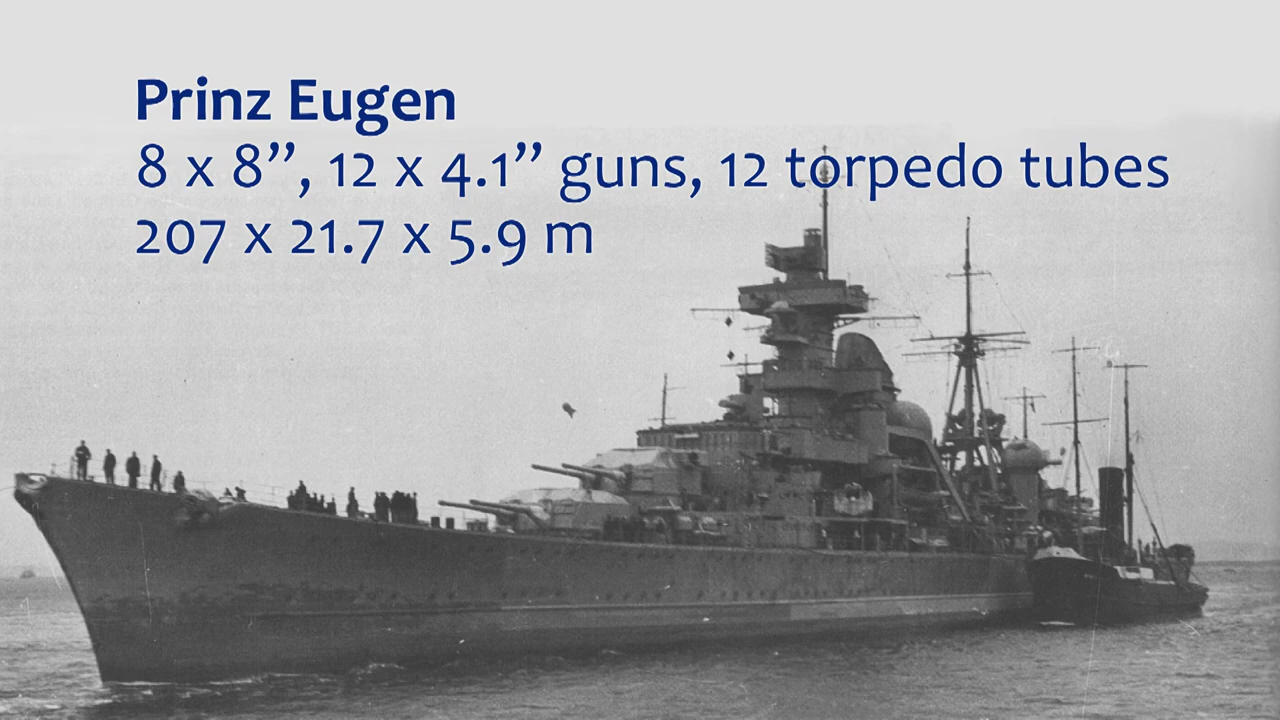 Prinz Eugen
8 x 8”, 12 x 4.1” guns, 12 torpedo tubes
207 x 21.7 x 5.9 m